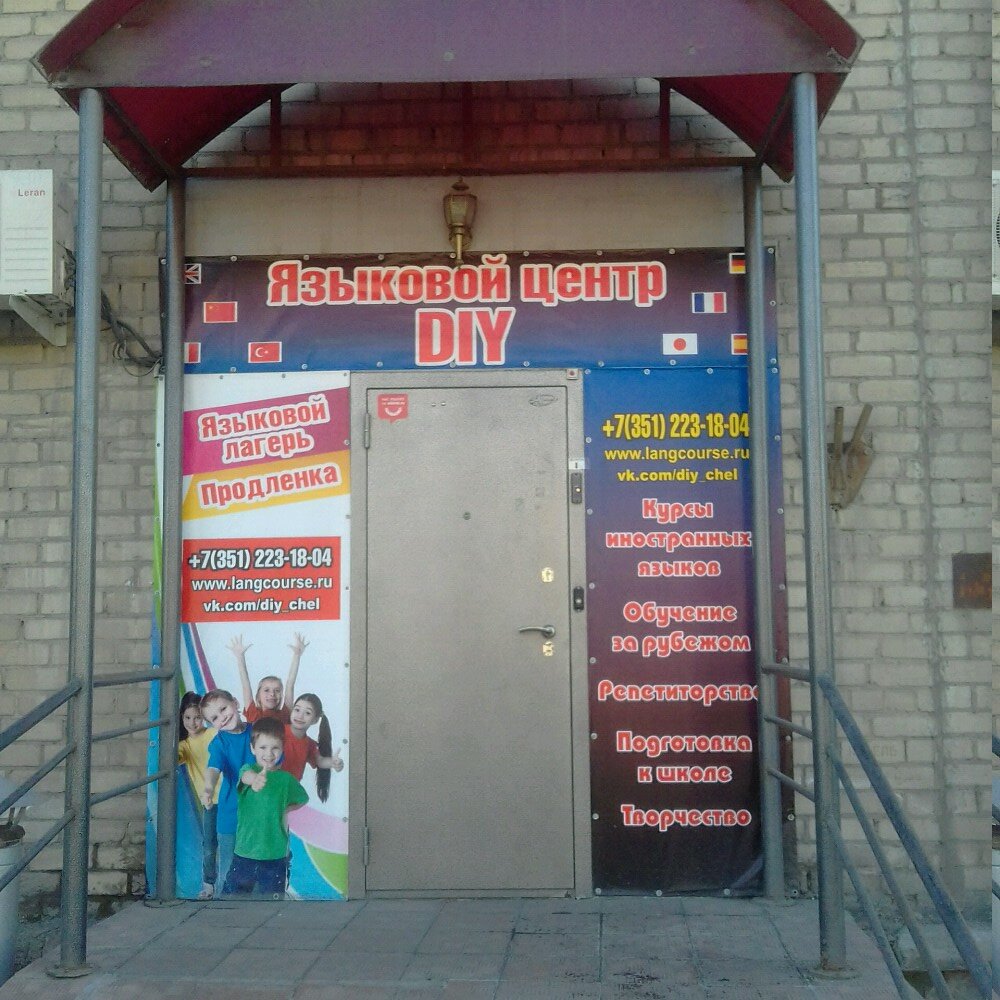 Leran
Языковой центр
DIY
Языковой
лагерь
Продленка
+7(351) 223-18-04
www.langcourse.ru
vk.com/diy_chel
+7(351) 223-18-04
www.langcourse.ru
vk.com/diy_chel
Курсы
иностранных
языков
Обучение
за рубежом
Репетиторство
Подготовка
к школе
Творчество